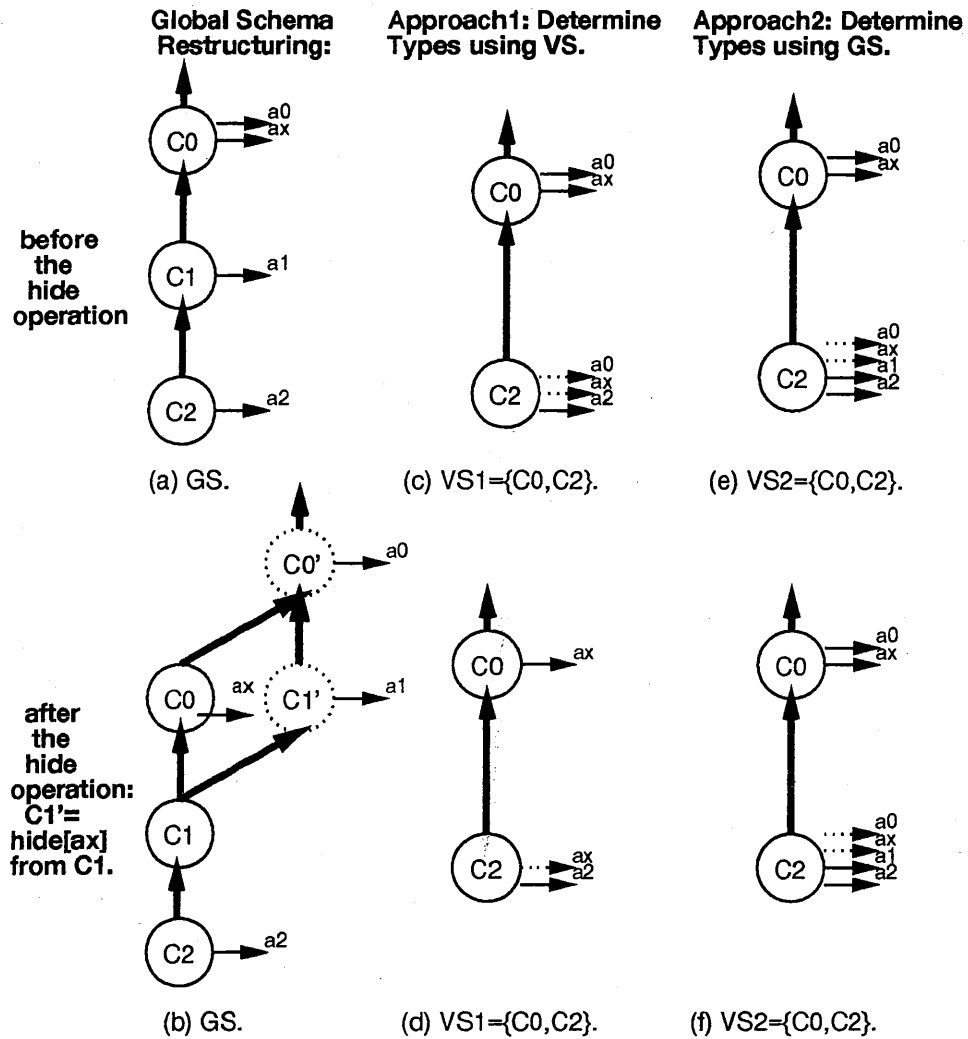 Global Schema
Restructuring:
Approach1: Determine
Types using VS.
Approach2: Determine
Types using GS.
before
the
hide
operation
C0
a0
ax
C1
a1
C2
a2
(a) GS.
C0
a0
ax
C2
a0
ax
a2
(c) VS1={C0,C2}.
C0
a0
ax
C2
a0
ax
a1
a2
(e) VS2={C0,C2}.
after
the
hide
operation:
C1'=
hide[ax]
from C1.
C0'
a0
C0
ax
C1'
a1
C1
C2
a2
(b) GS.
C0
ax
C2
ax
a2
(d) VS1={C0,C2}.
C0
a0
ax
C2
a0
ax
a1
a2
(f) VS2={C0,C2}.